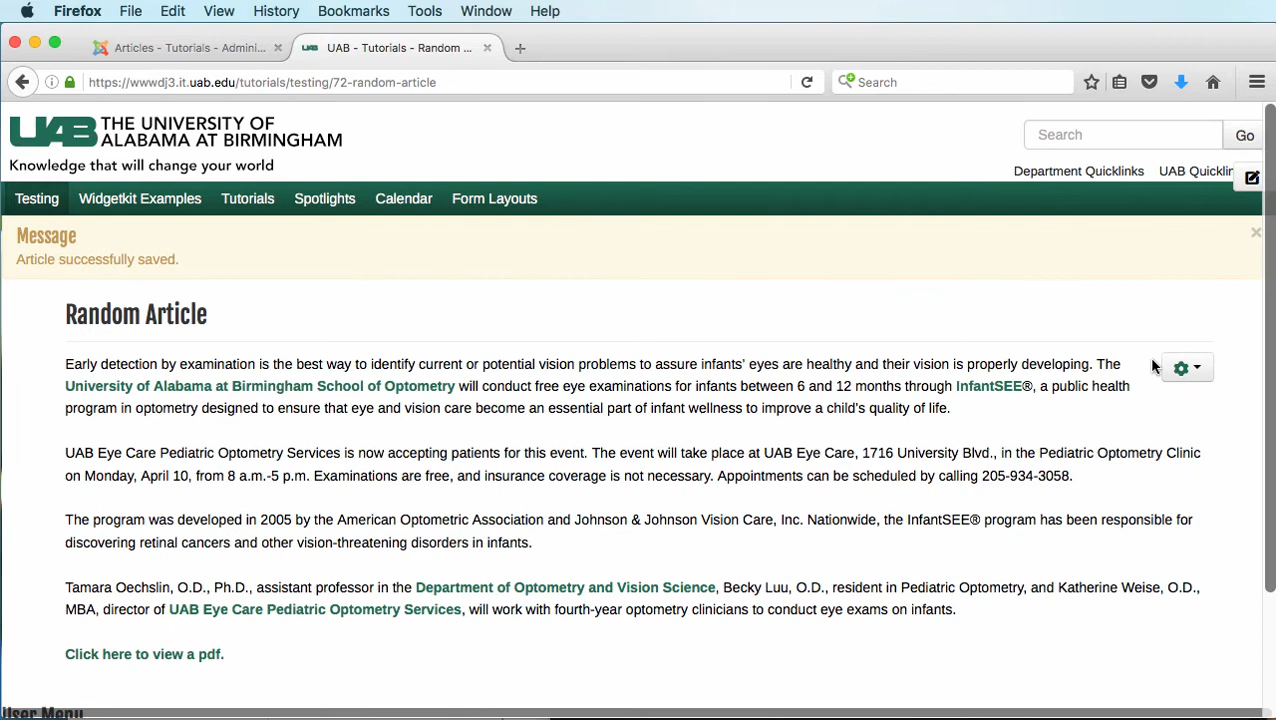 Firefox File Edit View History Bookmarks Tools Window Help
Articles - Tutorials - Admini... UAB - Tutorials - Random ...
https://wwwdj3.it.uab.edu/tutorials/testing/72-random-article Search
UAB THE UNIVERSITY OF
ALABAMA AT BIRMINGHAM
Knowledge that will change your world
Search Go
Department Quicklinks UAB Quicklin
Testing Widgetkit Examples Tutorials Spotlights Calendar Form Layouts
Message
Article successfully saved.
Random Article
Early detection by examination is the best way to identify current or potential vision problems to assure infants' eyes are healthy and their vision is properly developing. The
University of Alabama at Birmingham School of Optometry will conduct free eye examinations for infants between 6 and 12 months through InfantSEE®, a public health
program in optometry designed to ensure that eye and vision care become an essential part of infant wellness to improve a child's quality of life.
UAB Eye Care Pediatric Optometry Services is now accepting patients for this event. The event will take place at UAB Eye Care, 1716 University Blvd., in the Pediatric Optometry Clinic
on Monday, April 10, from 8 a.m.-5 p.m. Examinations are free, and insurance coverage is not necessary. Appointments can be scheduled by calling 205-934-3058.
The program was developed in 2005 by the American Optometric Association and Johnson & Johnson Vision Care, Inc. Nationwide, the InfantSEE® program has been responsible for
discovering retinal cancers and other vision-threatening disorders in infants.
Tamara Oechslin, O.D., Ph.D., assistant professor in the Department of Optometry and Vision Science, Becky Luu, O.D., resident in Pediatric Optometry, and Katherine Weise, O.D.,
MBA, director of UAB Eye Care Pediatric Optometry Services, will work with fourth-year optometry clinicians to conduct eye exams on infants.
Click here to view a pdf.
User Menu